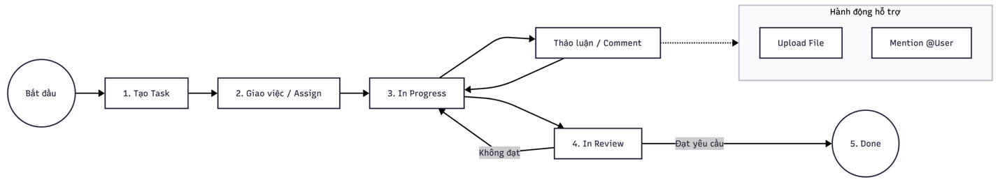 Hành động hỗ trợ
Thảo luận / Comment
Upload File
Mention @User
Bắt đầu
1. Tạo Task
2. Giao việc / Assign
3. In Progress
4. In Review
Đạt yêu cầu
5. Done
Không đạt